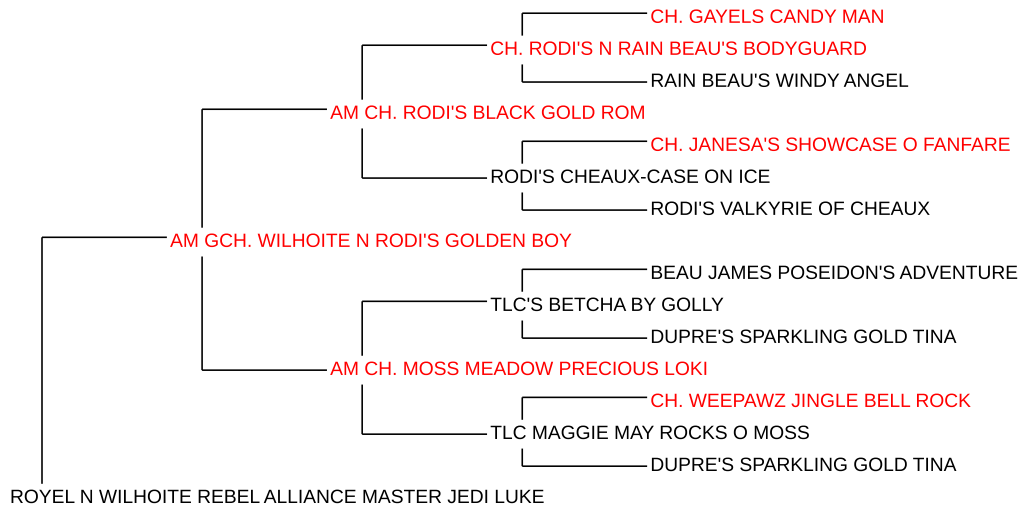 CH. GAYELS CANDY MAN
CH. RODI'S N RAIN BEAU'S BODYGUARD
RAIN BEAU'S WINDY ANGEL
AM CH. RODI'S BLACK GOLD ROM
CH. JANESA'S SHOWCASE O FANFARE
RODI'S CHEAUX-CASE ON ICE
RODI'S VALKYRIE OF CHEAUX
AM GCH. WILHOITE N RODI'S GOLDEN BOY
BEAU JAMES POSEIDON'S ADVENTURE
TLC'S BETCHA BY GOLLY
DUPRE'S SPARKLING GOLD TINA
AM CH. MOSS MEADOW PRECIOUS LOKI
CH. WEEPAWZ JINGLE BELL ROCK
TLC MAGGIE MAY ROCKS O MOSS
DUPRE'S SPARKLING GOLD TINA
ROYEL N WILHOITE REBEL ALLIANCE MASTER JEDI LUKE